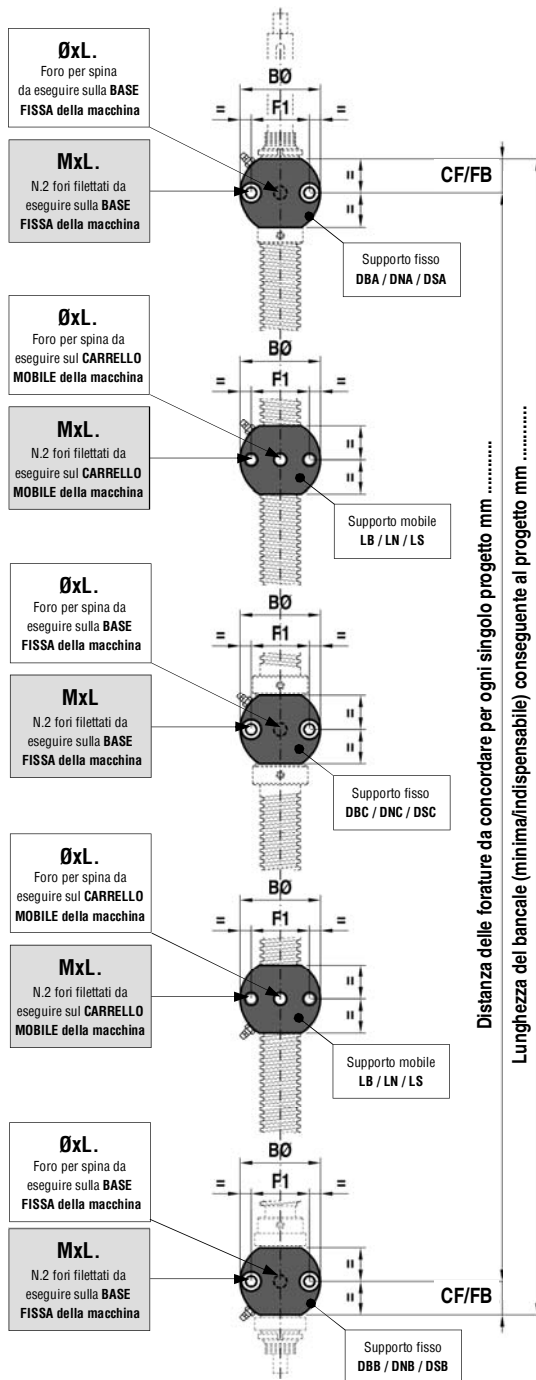 ØxL.
Foro per spina
da eseguire sulla BASE
FISSA della macchina
MxL.
N.2 fori filettati da
eseguire sulla BASE
FISSA della macchina
BØ
= F1 =
=
=
CF/FB
Supporto fisso
DBA / DNA / DSA
ØxL.
Foro per spina da
eseguire sul CARRELLO
MOBILE della macchina
MxL.
N.2 fori filettati da
eseguire sul CARRELLO
MOBILE della macchina
BØ
= F1 =
=
=
Supporto mobile
LB / LN / LS
ØxL.
Foro per spina da
eseguire sulla BASE
FISSA della macchina
MxL
N.2 fori filettati da
eseguire sulla BASE
FISSA della macchina
BØ
= F1 =
=
=
Supporto fisso
DBC / DNC / DSC
ØxL.
Foro per spina da
eseguire sul CARRELLO
MOBILE della macchina
MxL.
N.2 fori filettati da
eseguire sul CARRELLO
MOBILE della macchina
BØ
= F1 =
=
=
Supporto mobile
LB / LN / LS
ØxL.
Foro per spina da
eseguire sulla BASE
FISSA della macchina
MxL.
N.2 fori filettati da
eseguire sulla BASE
FISSA della macchina
BØ
= F1 =
=
=
CF/FB
Supporto fisso
DBB / DNB / DSB
Distanza delle forature da concordare per ogni singolo progetto mm ............
Lunghezza del bancale (minima/indispensabile) conseguente al progetto mm ............